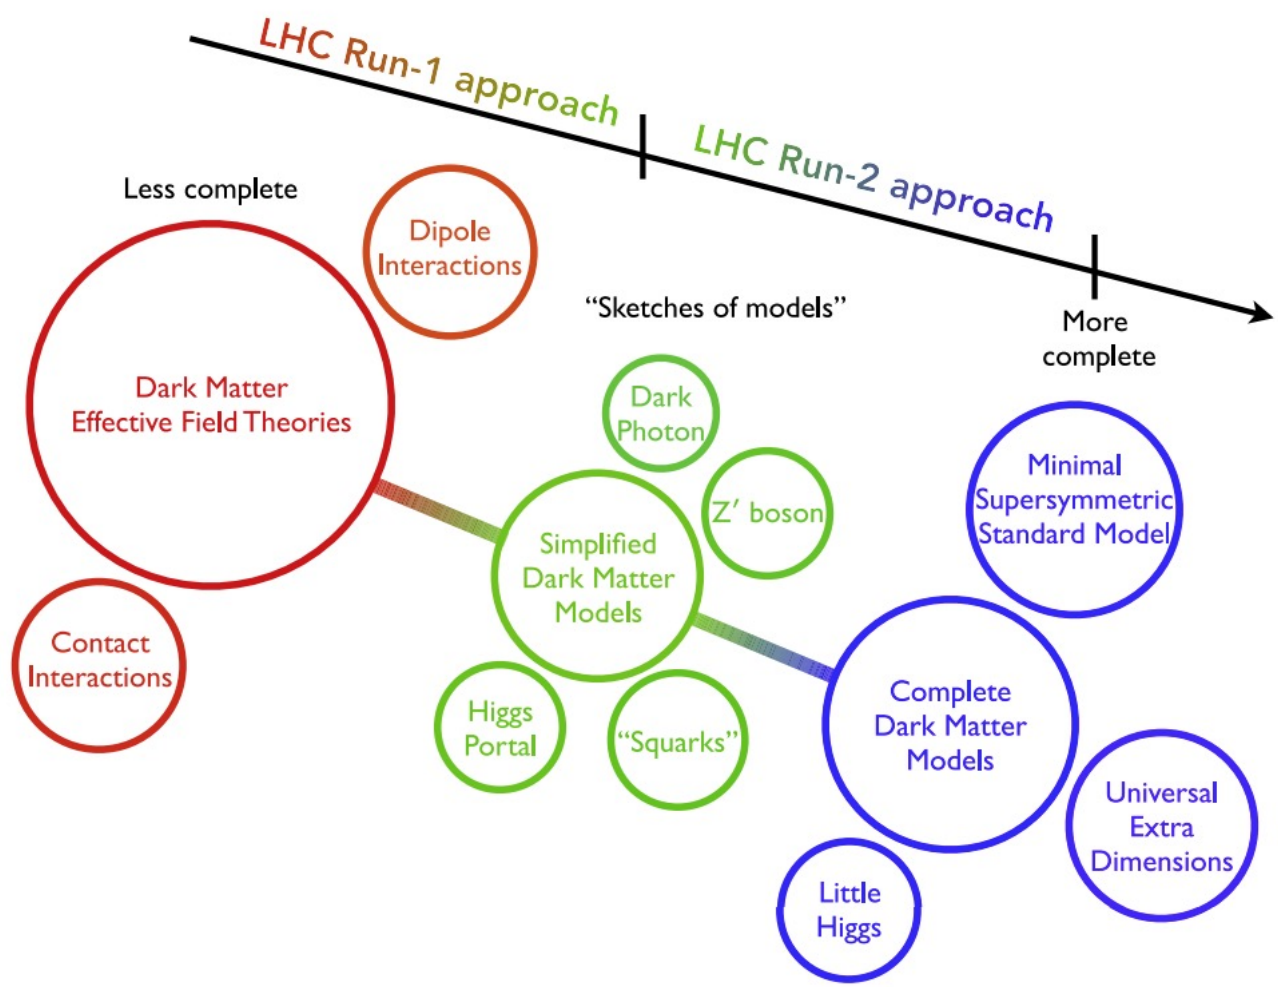 LHC Run-1 approach
LHC Run-2 approach
Less complete
Dipole
Interactions
“Sketches of models”
More
complete
Dark Matter
Effective Field Theories
Dark
Photon
Minimal
Supersymmetric
Standard Model
Z′ boson
Simplified
Dark Matter
Models
Contact
Interactions
Higgs
Portal
“Squarks”
Complete
Dark Matter
Models
Universal
Extra
Dimensions
Little
Higgs